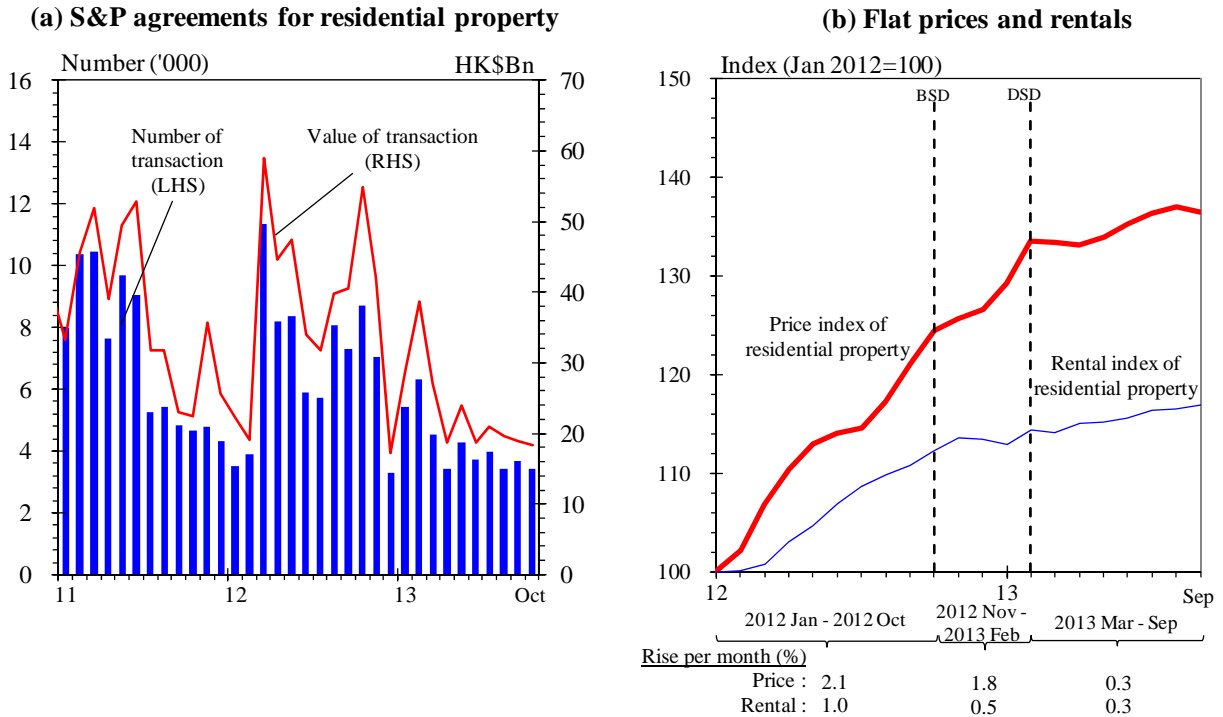 (a) S&P agreements for residential property
Number ('000)
HK$Bn
16
14
12
10
8
6
4
2
0
70
60
50
40
30
20
10
0
Number of
transaction
(LHS)
Value of transaction
(RHS)
11
12
13
Oct
(b) Flat prices and rentals
Index (Jan 2012=100)
150
140
130
120
110
100
BSD
DSD
Price index of
residential property
Rental index of
residential property
12
13
Sep
2012 Jan - 2012 Oct
2012 Nov -
2013 Feb
2013 Mar - Sep
Rise per month (%)
Price : 2.1 1.8 0.3
Rental : 1.0 0.5 0.3